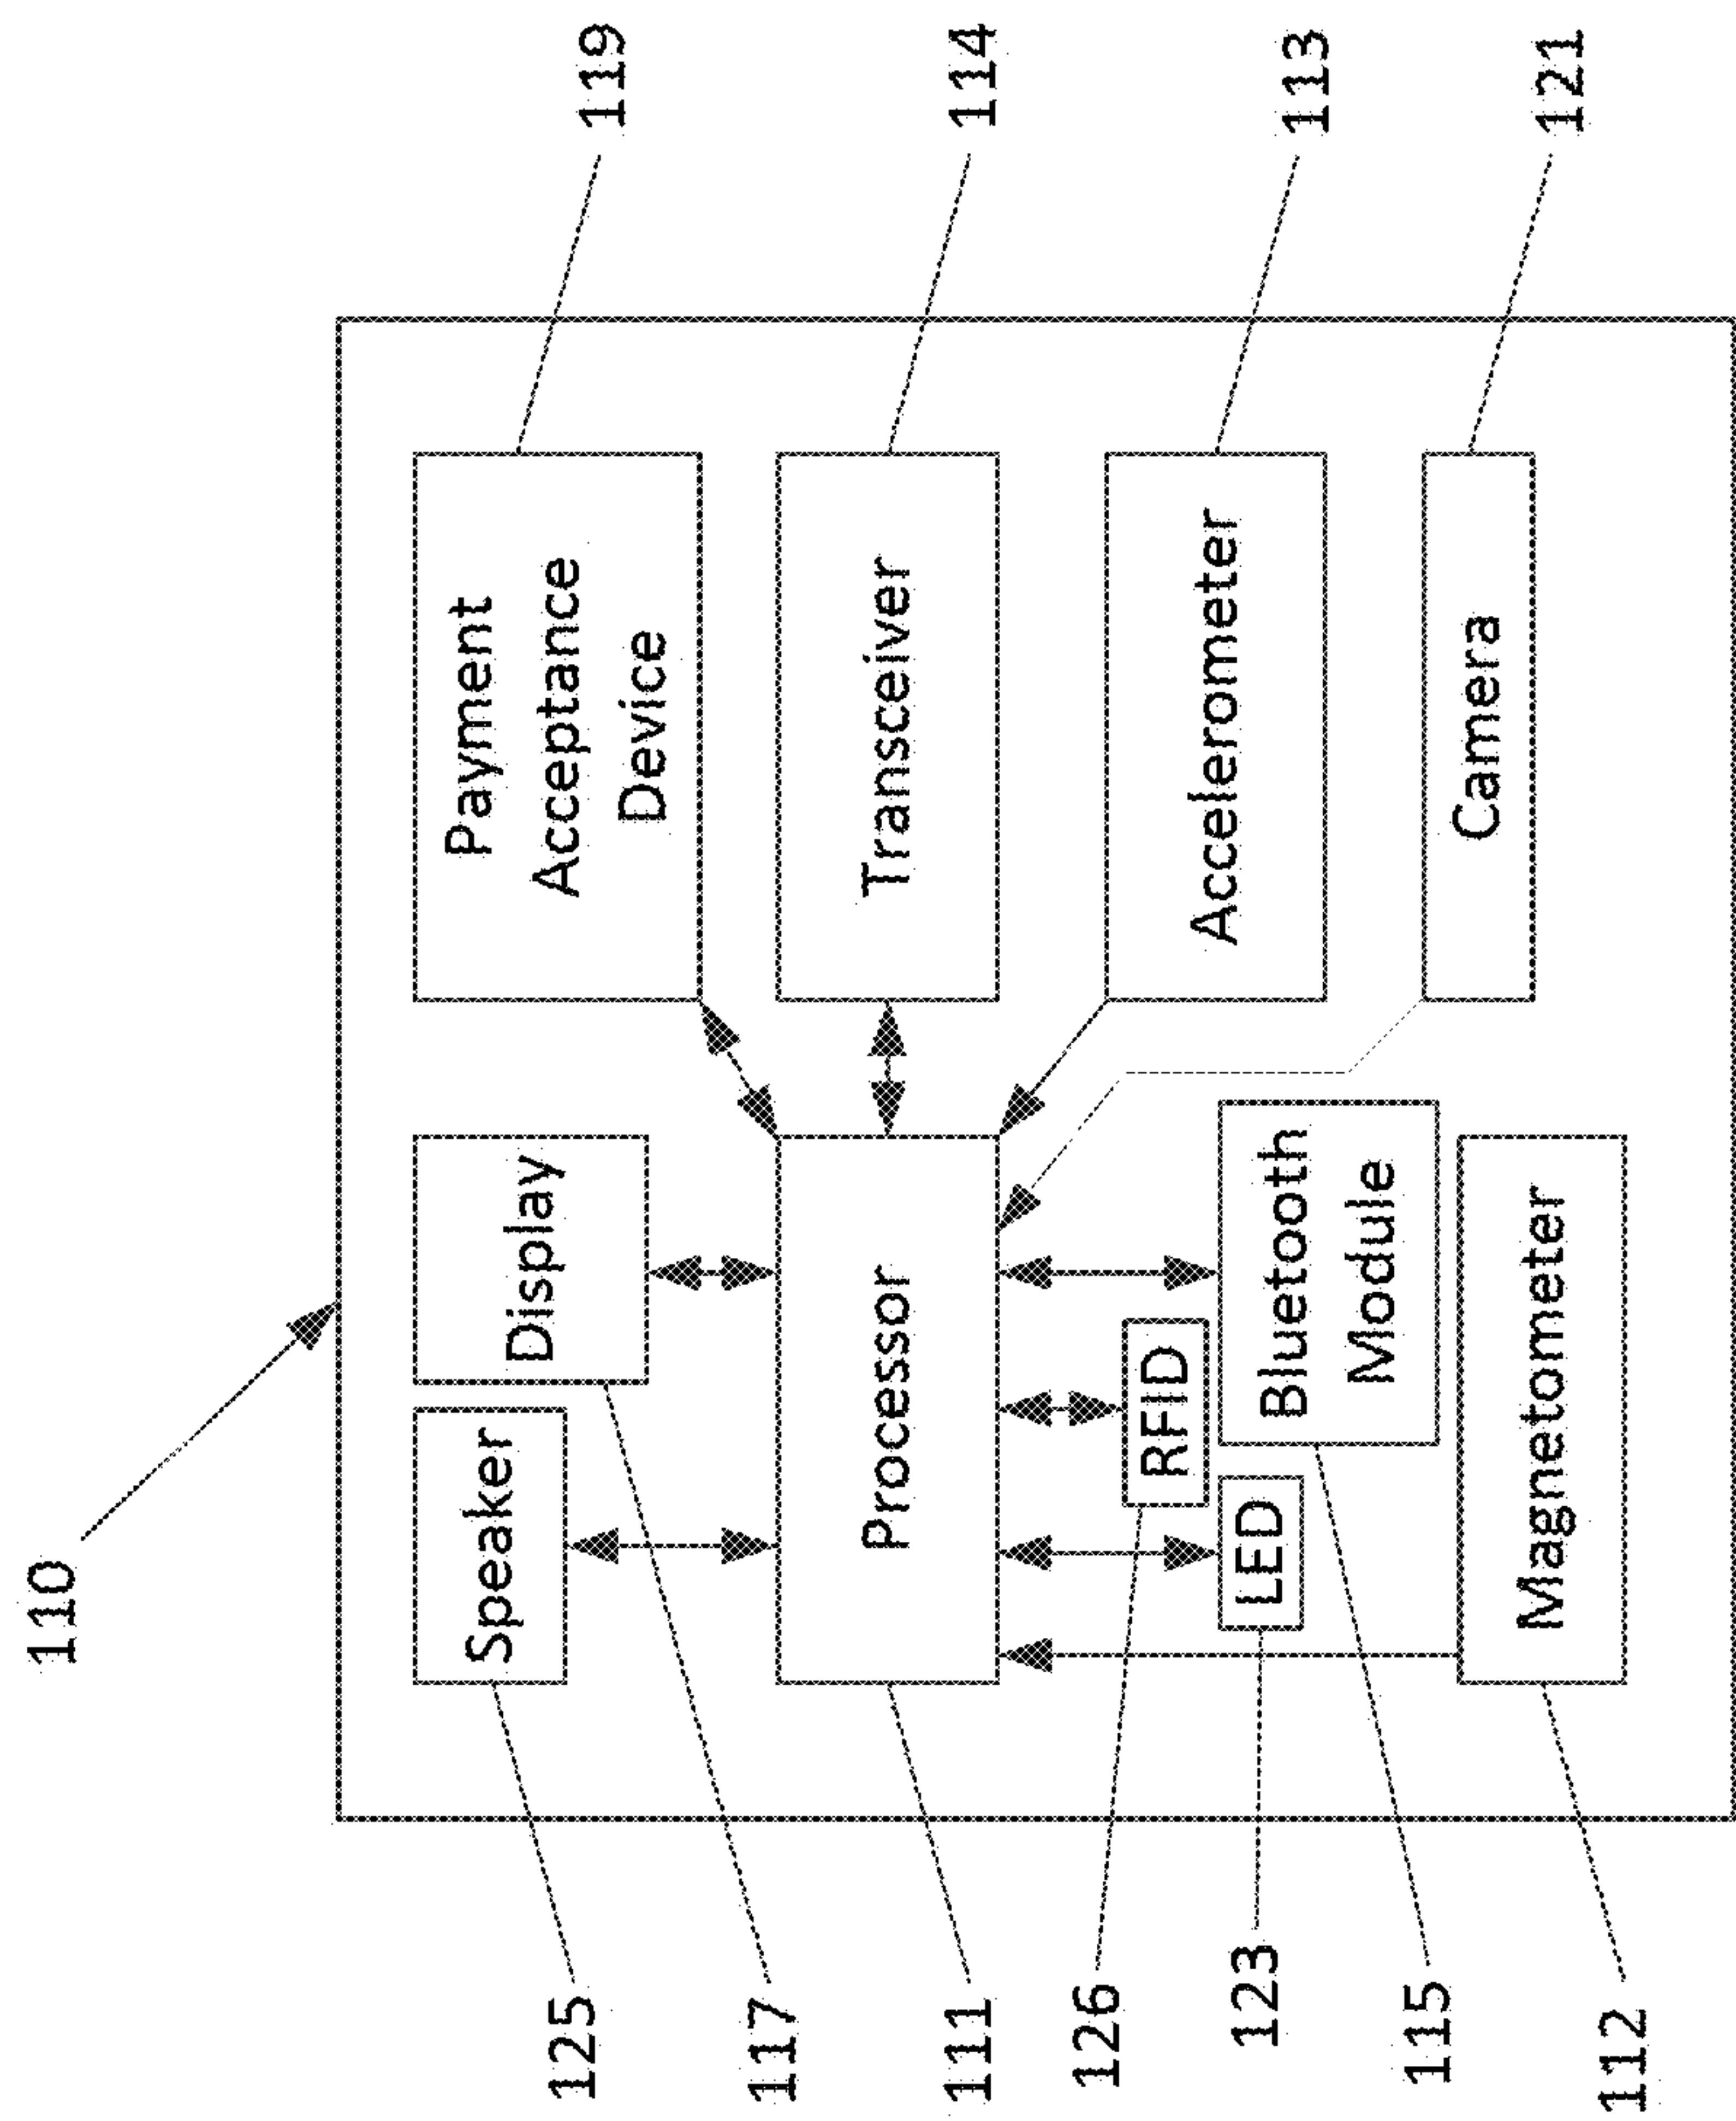 110
125
Speaker
Display
117
Payment
Acceptance
Device
119
111
Processor
Transceiver
114
126
RFID
123
LED
115
Bluetooth
Module
Accelerometer
113
112
Magnetometer
Camera
121